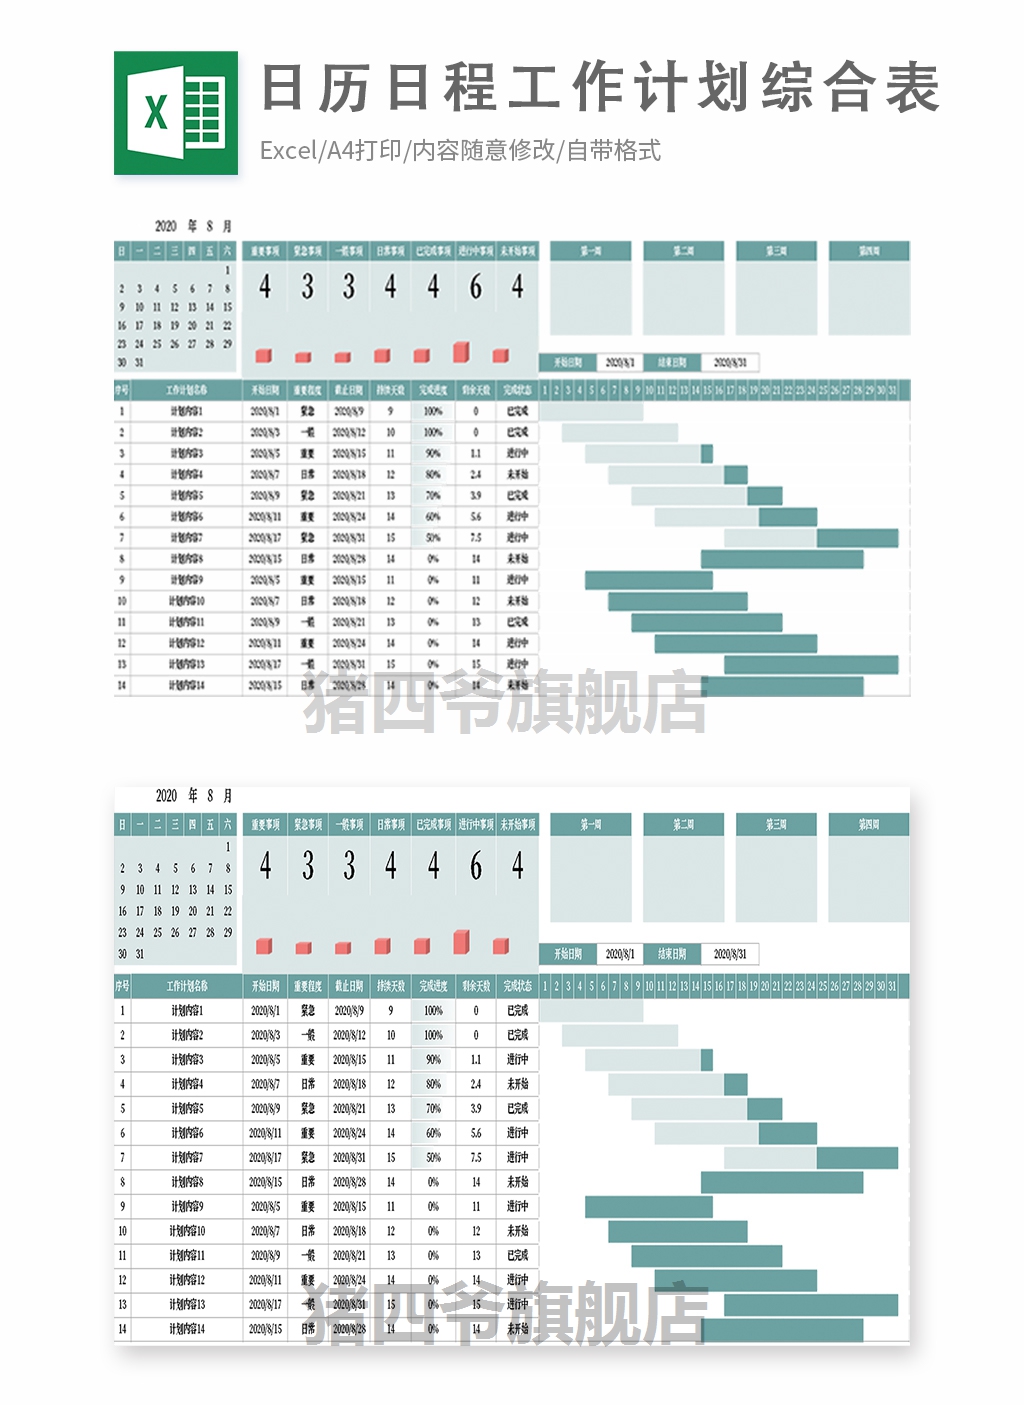 X
日历日程工作计划综合表
Excel/A4打印/内容随意修改/自带格式
2020 年 8 月
日 一 二 三 四 五 六 重要事项 紧急事项 一般事项 日常事项 已完成事项 进行中事项 未开始事项 第一周 第二周 第三周 第四周
1
4 3 3 4 4 6 4
2 3 4 5 6 7 8
9 10 11 12 13 14 15
16 17 18 19 20 21 22
23 24 25 26 27 28 29
30 31 开始日期 2020/8/1 结束日期 2020/8/31
序号 工作计划名称 开始日期 重要程度 截止日期 持续天数 完成进度 剩余天数 完成状态 1 2 3 4 5 6 7 8 9 10 11 12 13 14 15 16 17 18 19 20 21 22 23 24 25 26 27 28 29 30 31
1 计划内容1 2020/8/1 紧急 2020/8/9 9 100% 0 已完成
2 计划内容2 2020/8/3 一般 2020/8/12 10 100% 0 已完成
3 计划内容3 2020/8/5 重要 2020/8/15 11 90% 1.1 进行中
4 计划内容4 2020/8/7 日常 2020/8/18 12 80% 2.4 未开始
5 计划内容5 2020/8/9 紧急 2020/8/21 13 70% 3.9 已完成
6 计划内容6 2020/8/11 重要 2020/8/24 14 60% 5.6 进行中
7 计划内容7 2020/8/17 紧急 2020/8/31 15 50% 7.5 进行中
8 计划内容8 2020/8/15 日常 2020/8/28 14 0% 14 未开始
9 计划内容9 2020/8/5 重要 2020/8/15 11 0% 11 进行中
10 计划内容10 2020/8/7 日常 2020/8/18 12 0% 12 未开始
11 计划内容11 2020/8/9 一般 2020/8/21 13 0% 13 已完成
12 计划内容12 2020/8/11 重要 2020/8/24 14 0% 14 进行中
13 计划内容13 2020/8/17 一般 2020/8/31 15 0% 15 进行中
14 计划内容14 2020/8/15 日常 2020/8/28 14 0% 14 未开始
猪四爷旗舰店
2020 年 8 月
日 一 二 三 四 五 六 重要事项 紧急事项 一般事项 日常事项 已完成事项 进行中事项 未开始事项 第一周 第二周 第三周 第四周
1
4 3 3 4 4 6 4
2 3 4 5 6 7 8
9 10 11 12 13 14 15
16 17 18 19 20 21 22
23 24 25 26 27 28 29
30 31 开始日期 2020/8/1 结束日期 2020/8/31
序号 工作计划名称 开始日期 重要程度 截止日期 持续天数 完成进度 剩余天数 完成状态 1 2 3 4 5 6 7 8 9 10 11 12 13 14 15 16 17 18 19 20 21 22 23 24 25 26 27 28 29 30 31
1 计划内容1 2020/8/1 紧急 2020/8/9 9 100% 0 已完成
2 计划内容2 2020/8/3 一般 2020/8/12 10 100% 0 已完成
3 计划内容3 2020/8/5 重要 2020/8/15 11 90% 1.1 进行中
4 计划内容4 2020/8/7 日常 2020/8/18 12 80% 2.4 未开始
5 计划内容5 2020/8/9 紧急 2020/8/21 13 70% 3.9 已完成
6 计划内容6 2020/8/11 重要 2020/8/24 14 60% 5.6 进行中
7 计划内容7 2020/8/17 紧急 2020/8/31 15 50% 7.5 进行中
8 计划内容8 2020/8/15 日常 2020/8/28 14 0% 14 未开始
9 计划内容9 2020/8/5 重要 2020/8/15 11 0% 11 进行中
10 计划内容10 2020/8/7 日常 2020/8/18 12 0% 12 未开始
11 计划内容11 2020/8/9 一般 2020/8/21 13 0% 13 已完成
12 计划内容12 2020/8/11 重要 2020/8/24 14 0% 14 进行中
13 计划内容13 2020/8/17 一般 2020/8/31 15 0% 15 进行中
14 计划内容14 2020/8/15 日常 2020/8/28 14 0% 14 未开始
猪四爷旗舰店